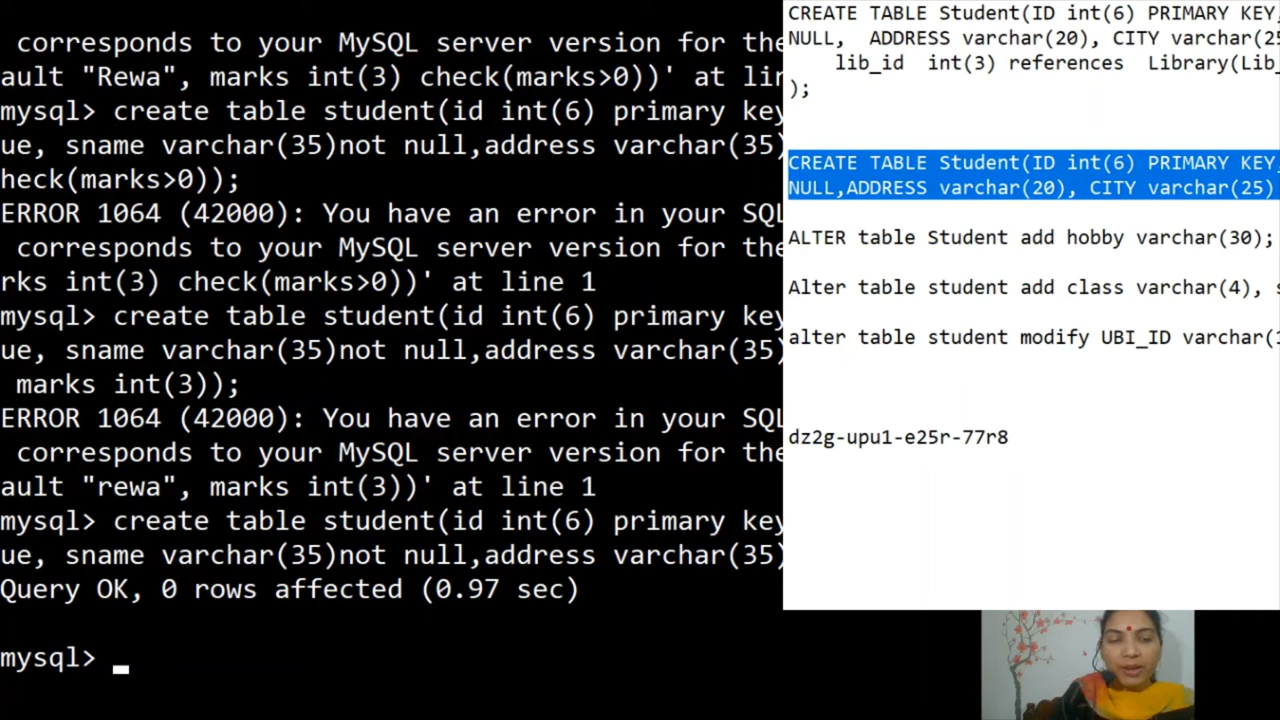 corresponds to your MySQL server version for the
ault "Rewa", marks int(3) check(marks>0))' at lin
mysql> create table student(id int(6) primary key
ue, sname varchar(35)not null,address varchar(35)
heck(marks>0));
ERROR 1064 (42000): You have an error in your SQL
corresponds to your MySQL server version for the
rks int(3) check(marks>0))' at line 1
mysql> create table student(id int(6) primary key
ue, sname varchar(35)not null,address varchar(35)
marks int(3));
ERROR 1064 (42000): You have an error in your SQL
corresponds to your MySQL server version for the
ault "rewa", marks int(3))' at line 1
mysql> create table student(id int(6) primary key
ue, sname varchar(35)not null,address varchar(35)
Query OK, 0 rows affected (0.97 sec)
mysql>
CREATE TABLE Student(ID int(6) PRIMARY KEY,
NULL,  ADDRESS varchar(20), CITY varchar(25
lib_id  int(3) references  Library(Lib_
);
CREATE TABLE Student(ID int(6) PRIMARY KEY,
NULL,ADDRESS varchar(20), CITY varchar(25)
ALTER table Student add hobby varchar(30);
Alter table student add class varchar(4), s
alter table student modify UBI_ID varchar(1
dz2g-upu1-e25r-77r8